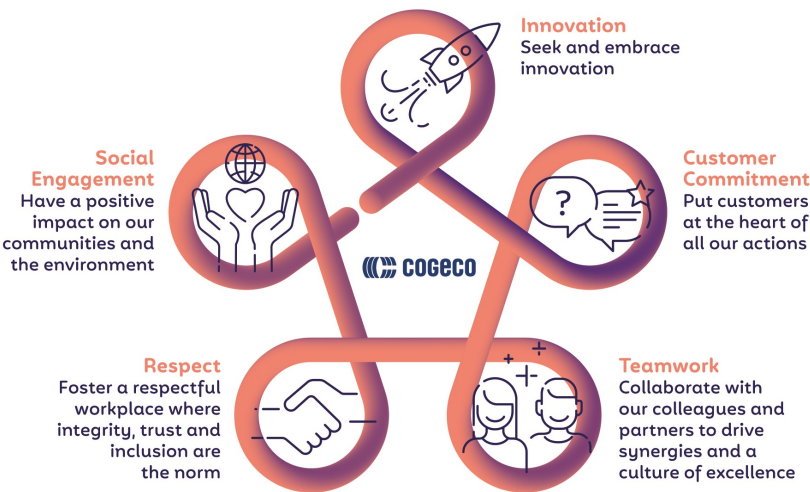 Innovation
Seek and embrace
innovation
Social
Engagement
Have a positive
impact on our
communities and
the environment
?
Customer
Commitment
Put customers
at the heart of
all our actions
cogeco
Respect
Foster a respectful
workplace where
integrity, trust and
inclusion are
the norm
Teamwork
Collaborate with
our colleagues and
partners to drive
synergies and a
culture of excellence